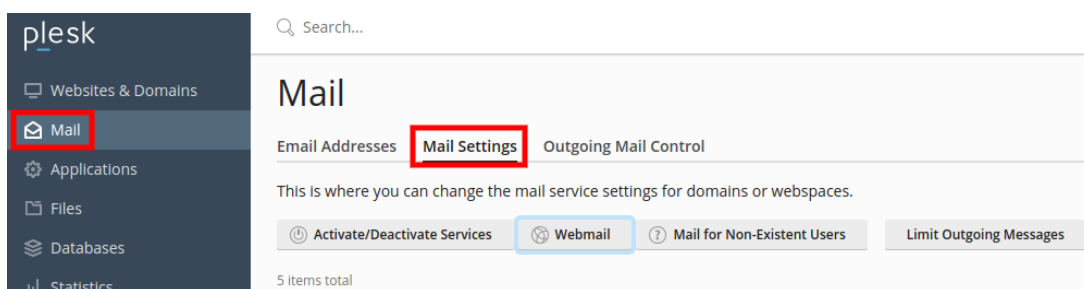 plesk
Search...
Websites & Domains
Mail
Applications
Files
Databases
Statistics
Mail
Email Addresses Mail Settings Outgoing Mail Control
This is where you can change the mail service settings for domains or webspaces.
Activate/Deactivate Services Webmail Mail for Non-Existent Users Limit Outgoing Messages
5 items total